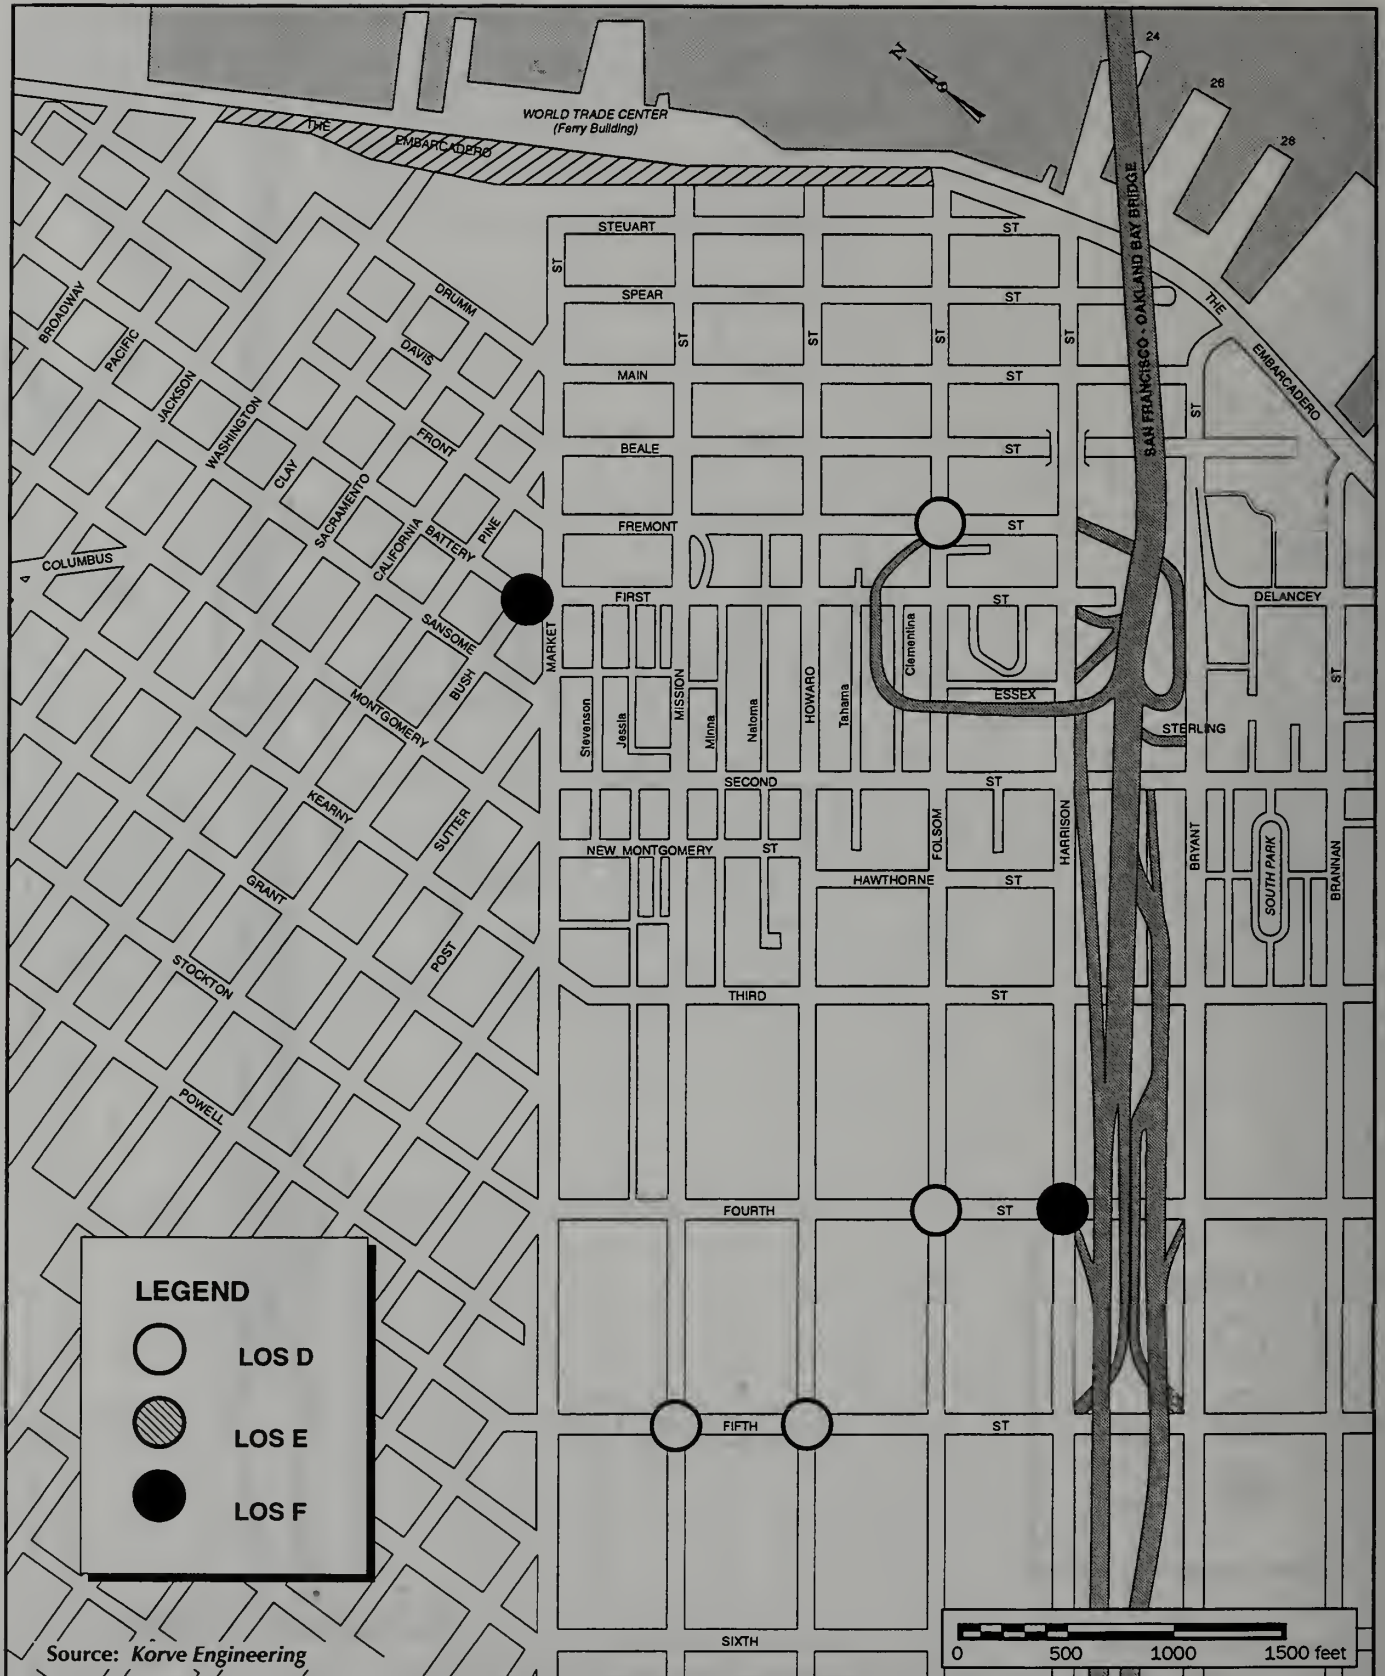 24
N
26
WORLD TRADE CENTER
(Ferry Building)
THE
EMBARCADERO
28
SAN FRANCISCO - OAKLAND BAY BRIDGE
STEUART
ST
ST
SPEAR
ST
DRUMM
BROADWAY
THE
EMBARCADERO
ST
ST
ST
ST
PACIFIC
DAVIS
MAIN
ST
JACKSON
ST
WASHINGTON
FRONT
BEALE
ST
CLAY
SACRAMENTO
PINE
FREMONT
ST
CALIFORNIA
BATTERY
COLUMBUS
FIRST
ST
DELANCEY
SANSOME
MARKET
Clementina
BUSH
MISSION
HOWARO
Tahama
ESSEX
ST
MONTGOMERY
Stevenson
Jessie
Minna
Natoma
STERLING
SECOND
ST
KEARNY
SUTTER
FOLSOM
HARRISON
BRYANT
NEW MONTGOMERY
ST
SOUTH PARK
BRANNAN
GRANT
HAWTHORNE
ST
POST
STOCKTON
THIRD
ST
POWELL
FOURTH
ST
LEGEND
LOS D
LOS E
LOS F
FIFTH
ST
SIXTH
Source: Korve Engineering
0 500 1000 1500 feet